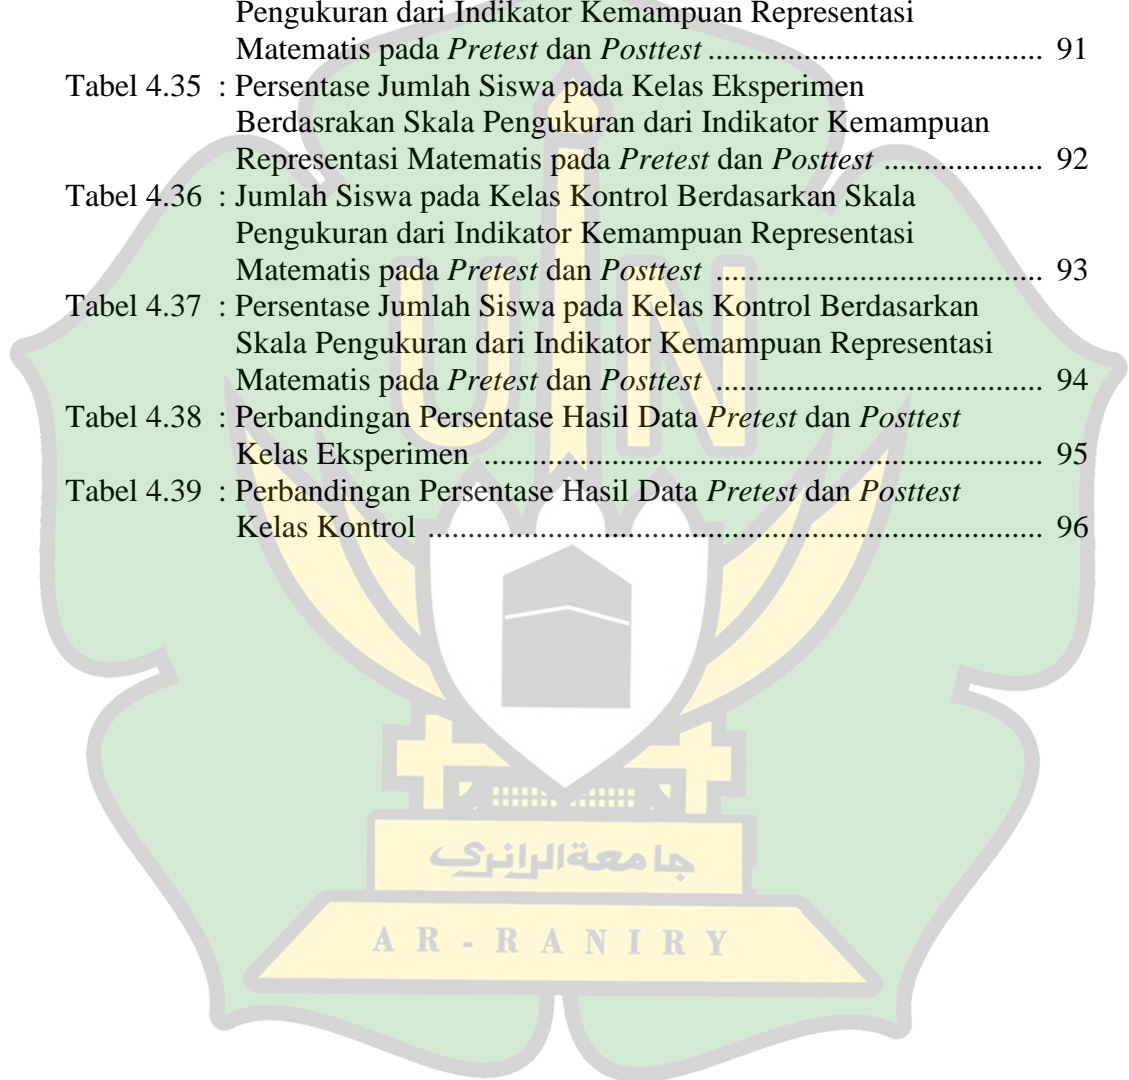 Pengukuran dari Indikator Kemampuan Representasi
Matematis pada Pretest dan Posttest .......................................... 91
Tabel 4.35 : Persentase Jumlah Siswa pada Kelas Eksperimen
Berdasrakan Skala Pengukuran dari Indikator Kemampuan
Representasi Matematis pada Pretest dan Posttest .................... 92
Tabel 4.36 : Jumlah Siswa pada Kelas Kontrol Berdasarkan Skala
Pengukuran dari Indikator Kemampuan Representasi
Matematis pada Pretest dan Posttest ......................................... 93
Tabel 4.37 : Persentase Jumlah Siswa pada Kelas Kontrol Berdasarkan
Skala Pengukuran dari Indikator Kemampuan Representasi
Matematis pada Pretest dan Posttest ......................................... 94
Tabel 4.38 : Perbandingan Persentase Hasil Data Pretest dan Posttest
Kelas Eksperimen ...................................................................... 95
Tabel 4.39 : Perbandingan Persentase Hasil Data Pretest dan Posttest
Kelas Kontrol ............................................................................. 96
UIN
جامعةالرانرك
AR-RANIRY